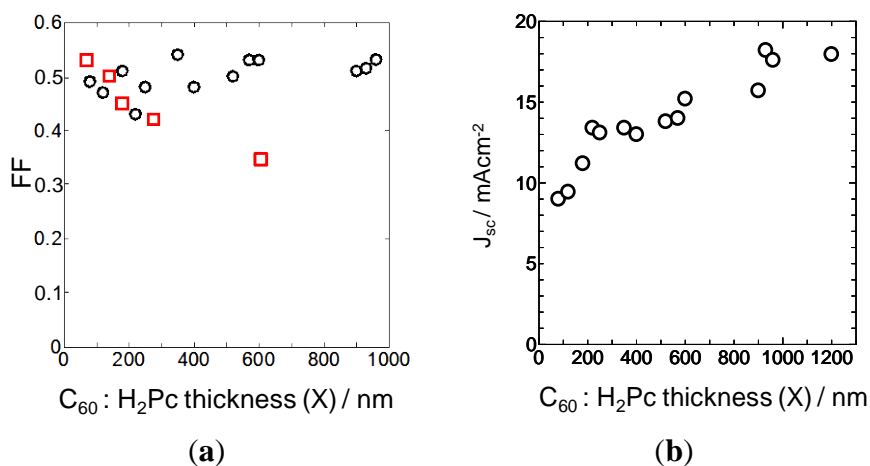 0.6
0.5
0.4
0.3
0.2
0.1
0
FF
0 200 400 600 800 1000
C60 : H2Pc thickness (X) / nm
(a)
20
15
10
5
0
Jsc / mAcm-2
0 200 400 600 800 1000 1200
C60 : H2Pc thickness (X) / nm
(b)